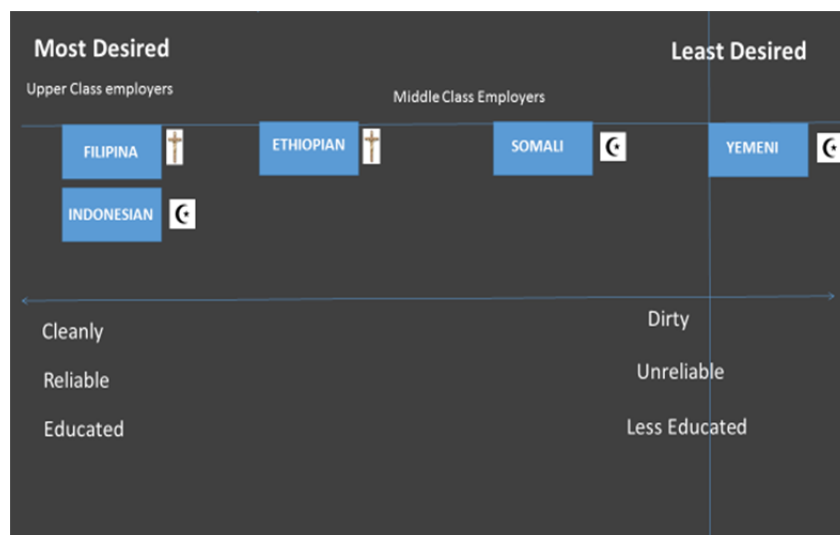 Most Desired
Least Desired
Upper Class employers
Middle Class Employers
FILIPINA
ETHIOPIAN
SOMALI
YEMENI
INDONESIAN
Cleanly
Dirty
Reliable
Unreliable
Educated
Less Educated